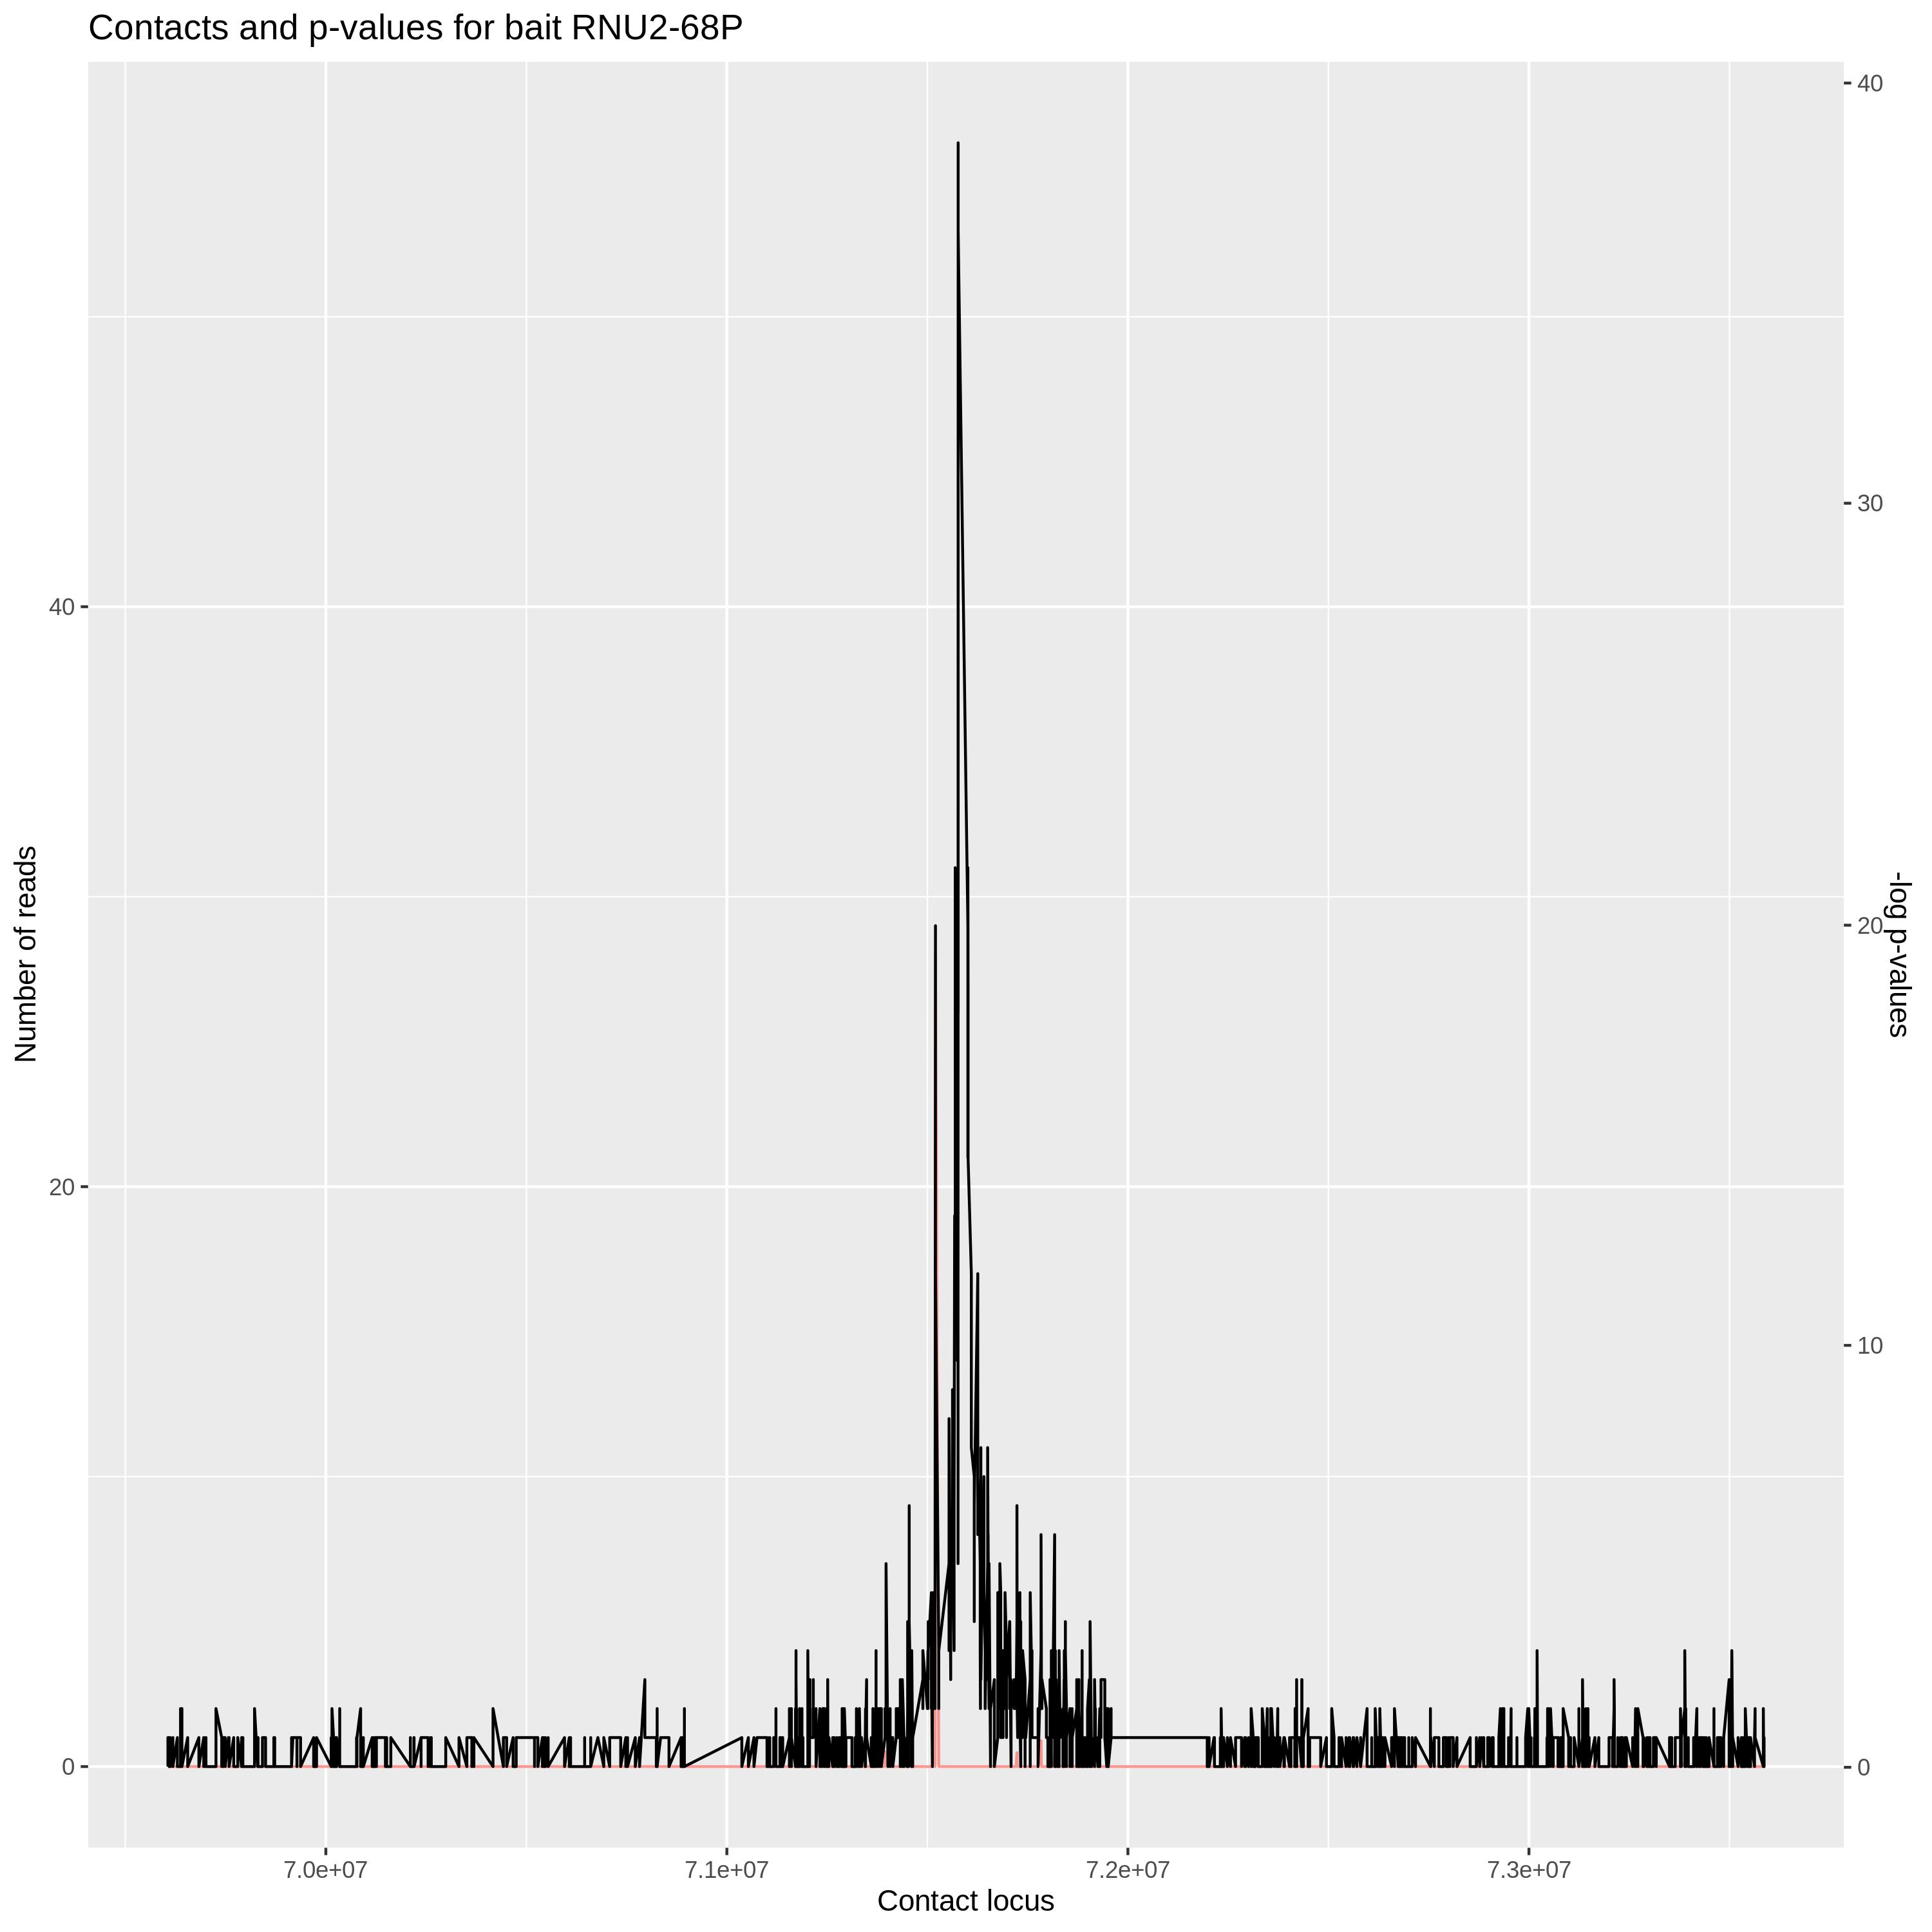 Contacts and p-values for bait RNU2-68P
40
30
20
10
0
-log p-values
40
20
0
Number of reads
7.0e+07
7.1e+07
7.2e+07
7.3e+07
Contact locus